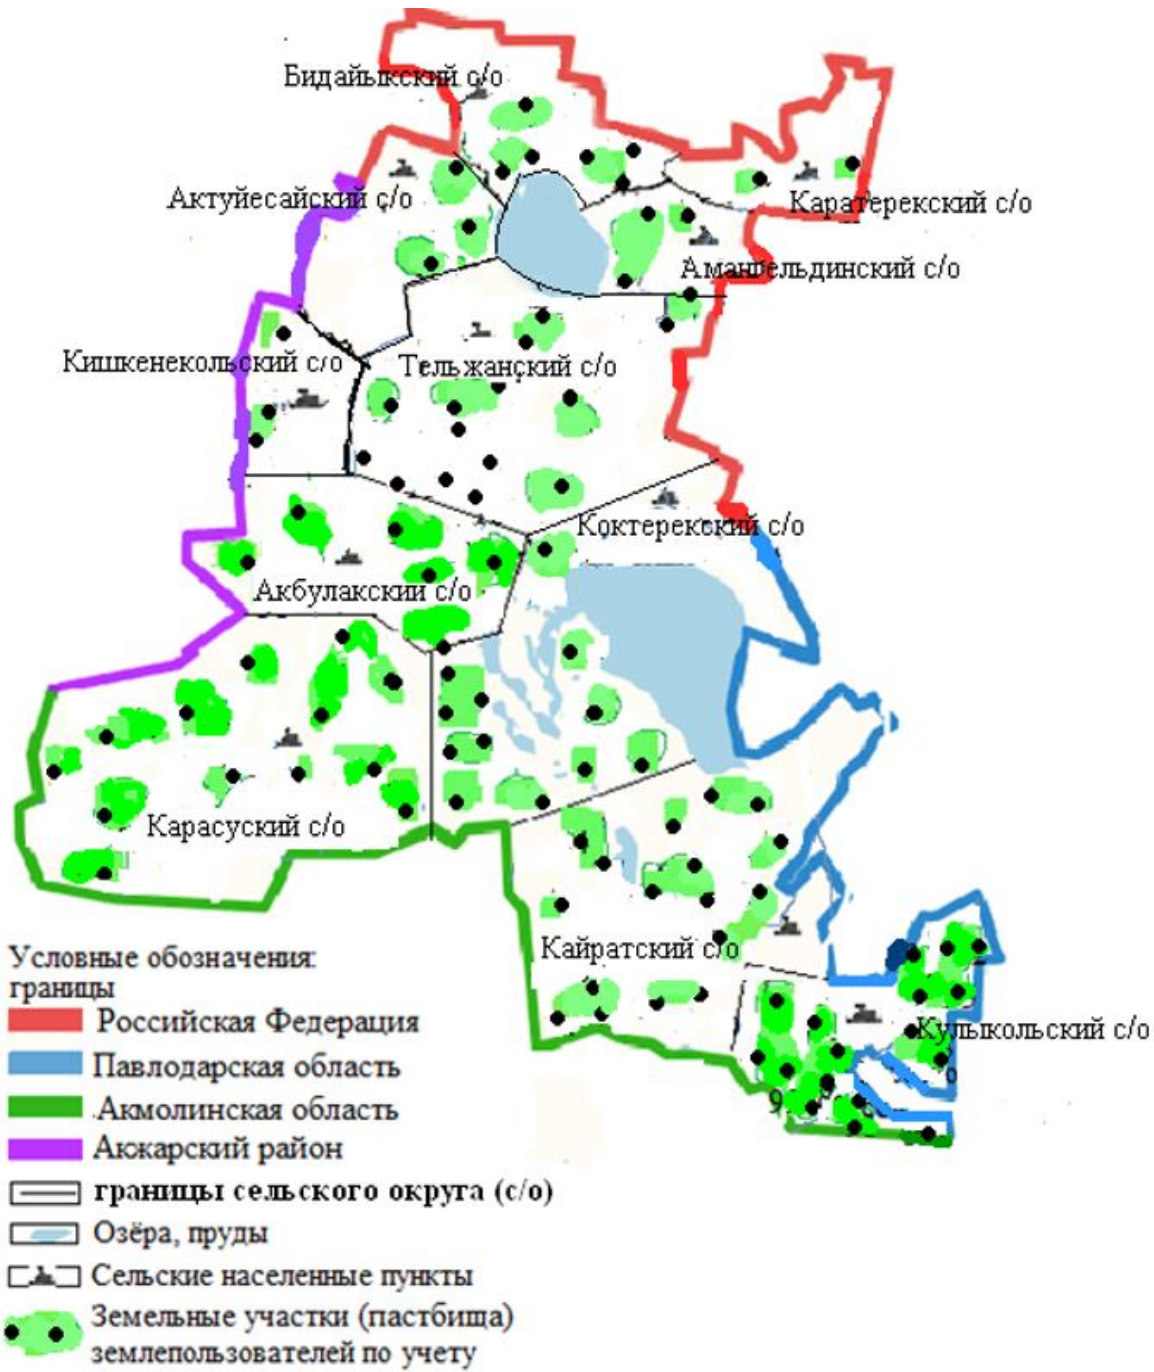 Бидайыкский с/о
Актуйесайский с/о
Каратерекский с/о
Амангельдинский с/о
Кишкенекольский с/о
Тельжанский с/о
Коктерекский с/о
Акбулакский с/о
Карасуский с/о
Кайратский с/о
Кулыкольский с/о
Условные обозначения:
границы
Российская Федерация
Павлодарская область
Акмолинская область
Акжарский район
границы сельского округа (с/о)
Озёра, пруды
Сельские населенные пункты
Земельные участки (пастбища)
землепользователей по учету